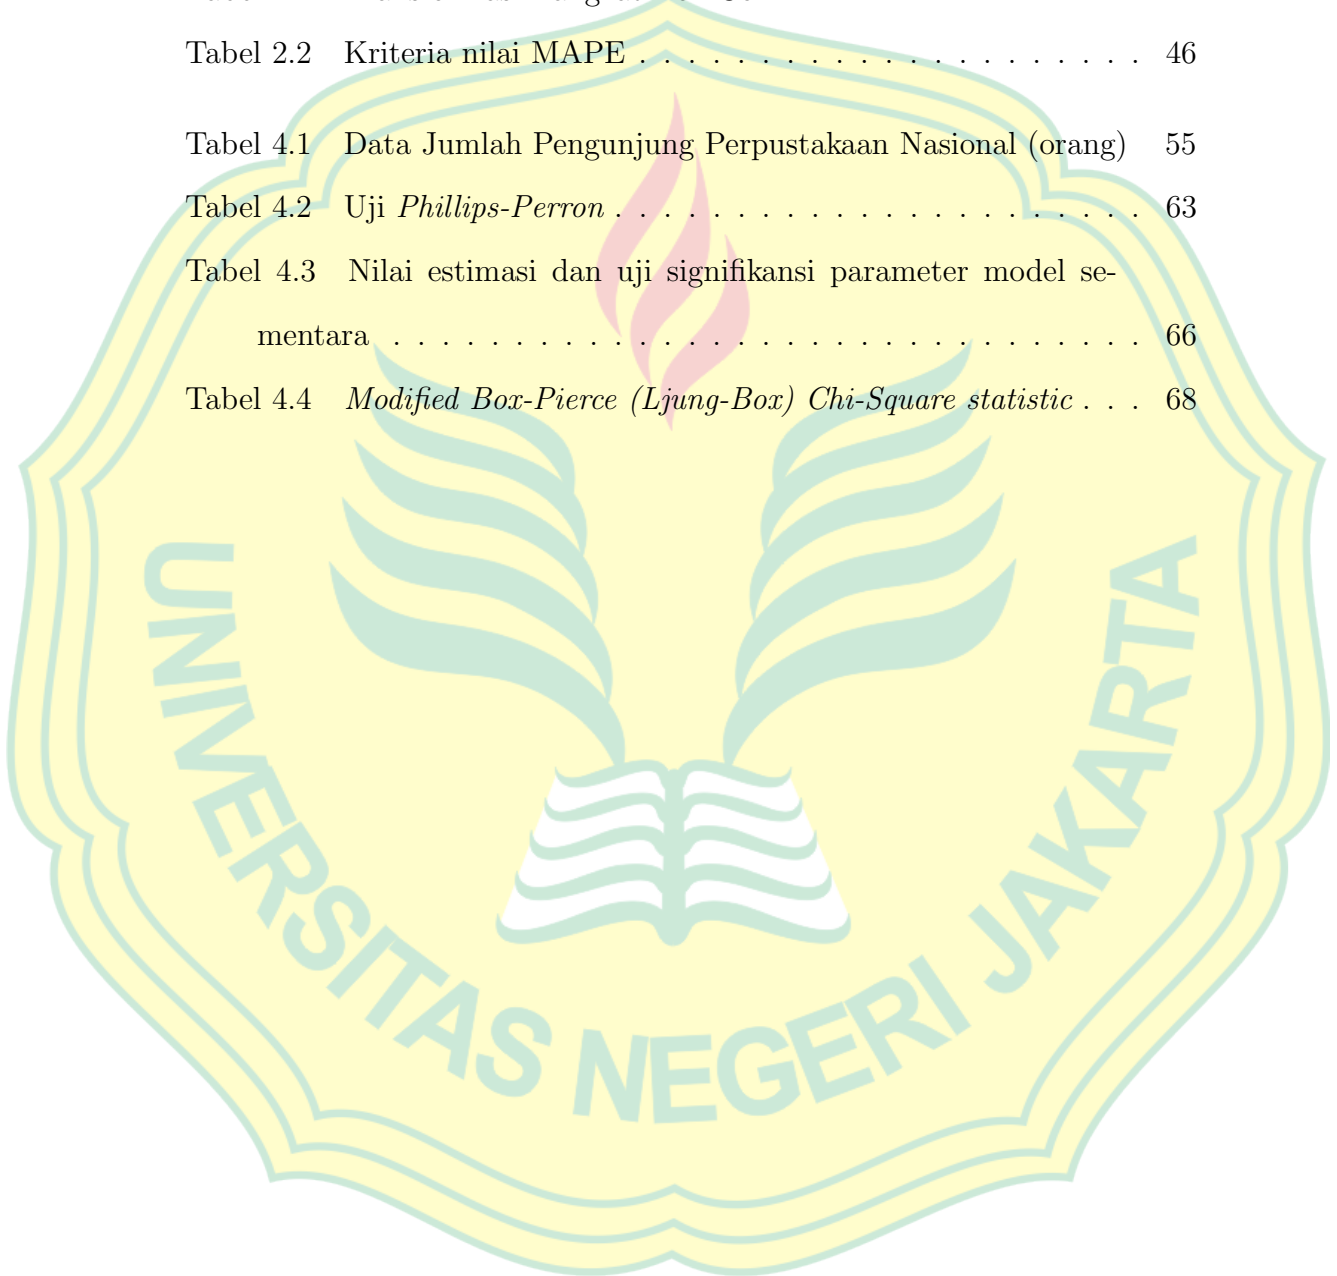 Tabel 2.2 Kriteria nilai MAPE . . . . . . . . . . . . . . . . . . . . . 46
Tabel 4.1 Data Jumlah Pengunjung Perpustakaan Nasional (orang) 55
Tabel 4.2 Uji Phillips-Perron . . . . . . . . . . . . . . . . . . . . . . 63
Tabel 4.3 Nilai estimasi dan uji signifikansi parameter model se-
mentara . . . . . . . . . . . . . . . . . . . . . . . . . . . . . . . 66
Tabel 4.4 Modified Box-Pierce (Ljung-Box) Chi-Square statistic . . . 68
UNIVERSITAS NEGERI JAKARTA